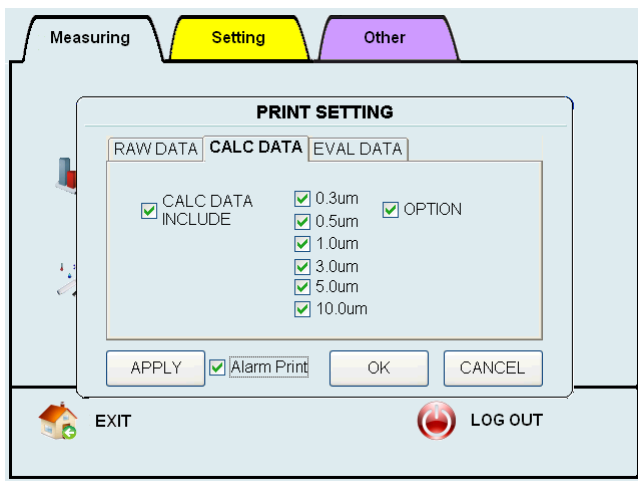 Measuring Setting Other
PRINT SETTING
RAW DATA CALC DATA EVAL DATA
CALC DATA
INCLUDE
0.3um
0.5um
1.0um
3.0um
5.0um
10.0um
OPTION
APPLY Alarm Print OK CANCEL
EXIT LOG OUT